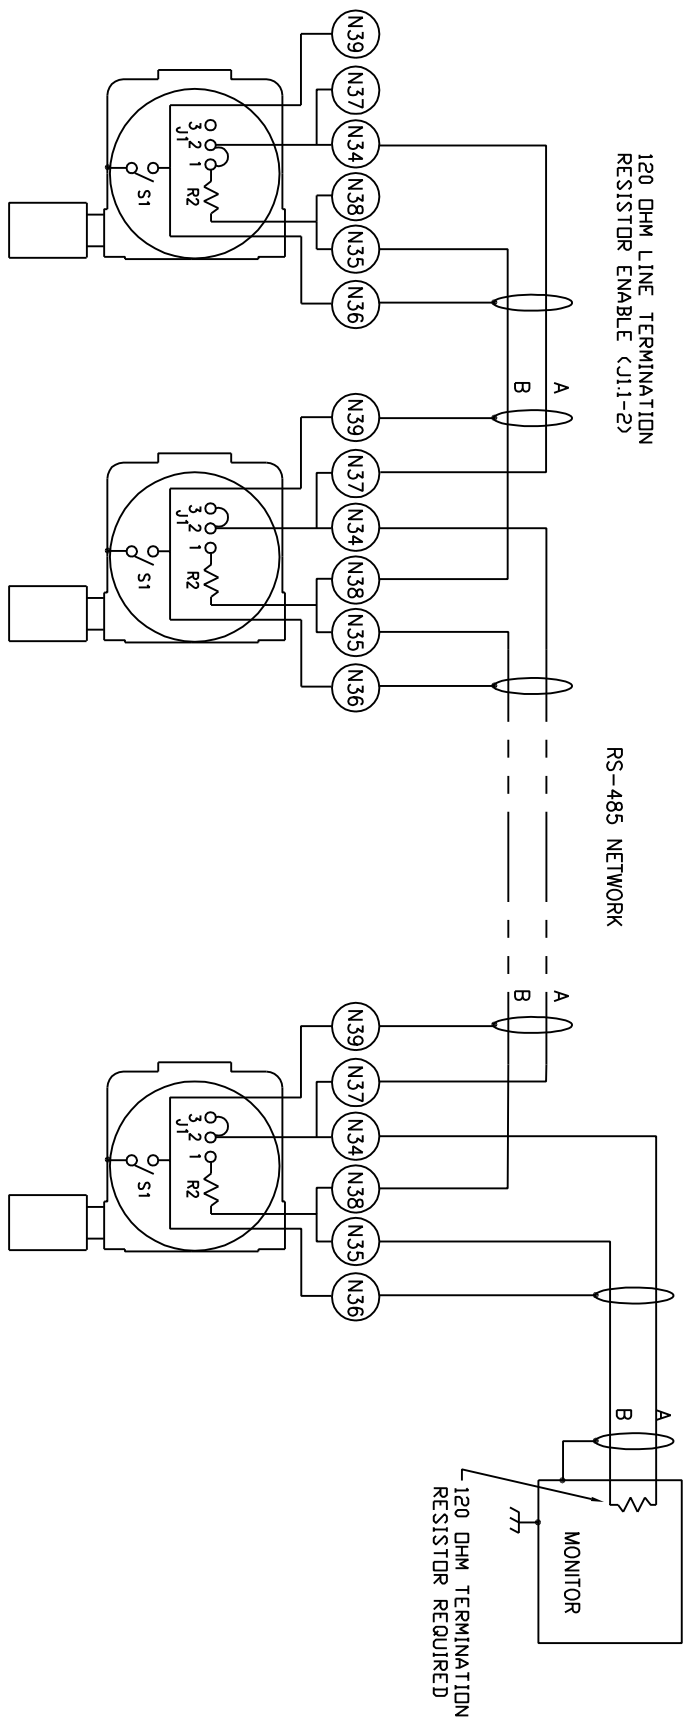 120 OHM LINE TERMINATION
RESISTOR ENABLE (J1.1-2)
RS-485 NETWORK
A
B
A
B
A
B
MONITOR
120 OHM TERMINATION
RESISTOR REQUIRED
N39
N37
N34
N38
N35
N36
N39
N37
N34
N38
N35
N36
N39
N37
N34
N38
N35
N36
3 2 1
J1
R2
S1
3 2 1
J1
R2
S1
3 2 1
J1
R2
S1